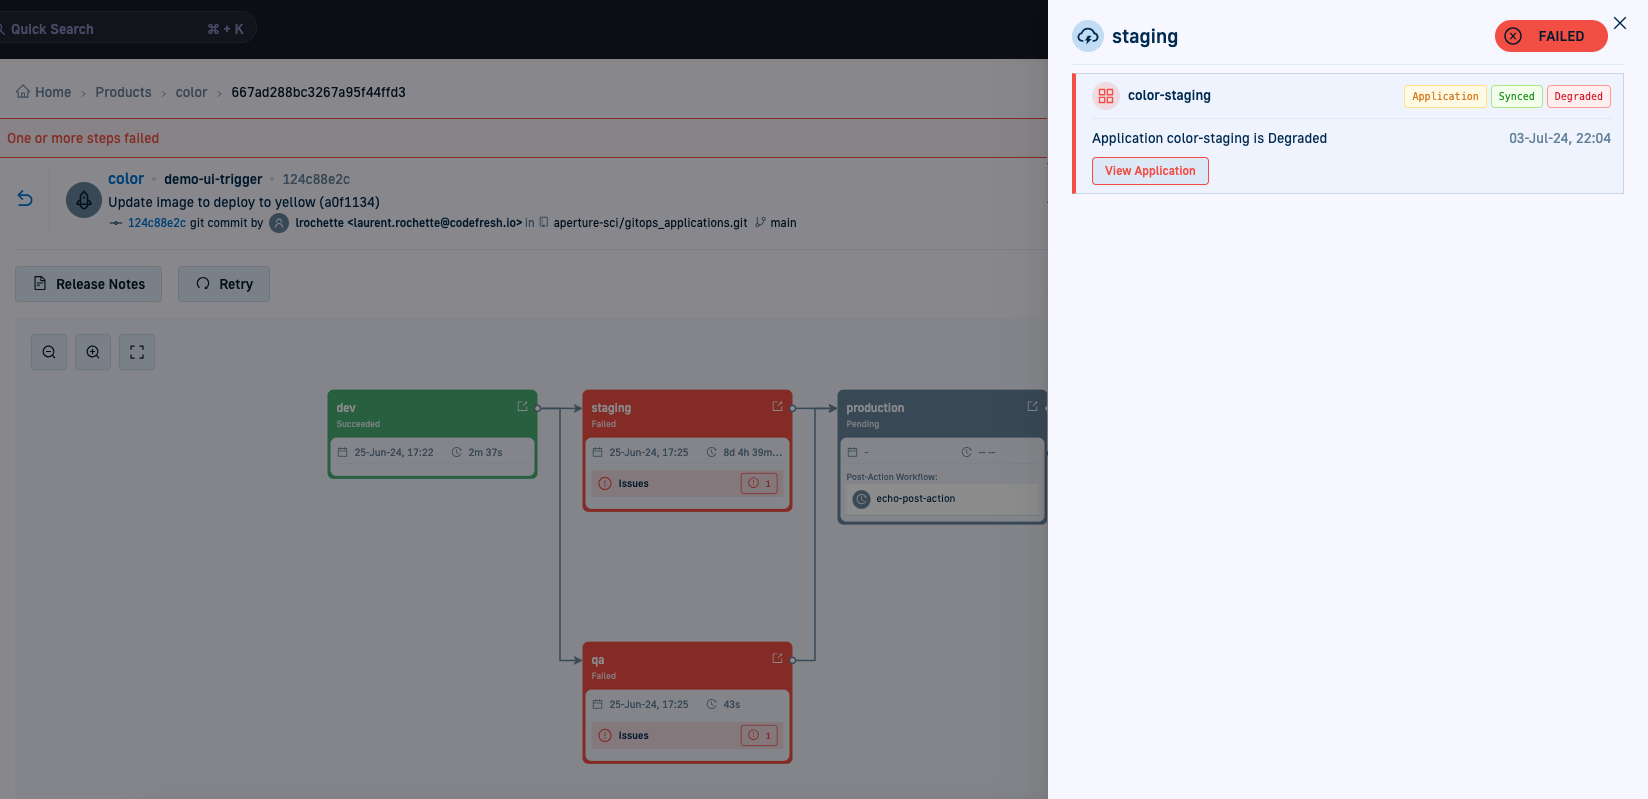 Quick Search ⌘ + K
Home › Products › color › 667ad288bc3267a95f44ffd3
One or more steps failed
color • demo-ui-trigger • 124c88e2c
Update image to deploy to yellow (a0f1134)
124c88e2c git commit by lrochette <laurent.rochette@codefresh.io> in aperture-sci/gitops_applications.git main
Release Notes Retry
dev
Succeeded
25-Jun-24, 17:22 2m 37s
staging
Failed
25-Jun-24, 17:25 8d 4h 39m...
Issues 1
production
Pending
- -- --
Post-Action Workflow:
echo-post-action
qa
Failed
25-Jun-24, 17:25 43s
Issues 1
staging FAILED
color-staging Application Synced Degraded
Application color-staging is Degraded 03-Jul-24, 22:04
View Application